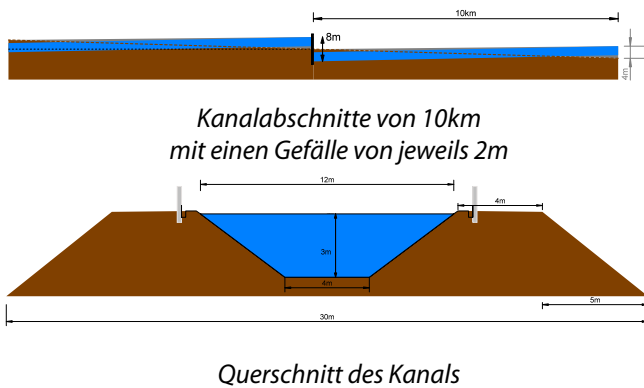 10km
8m
4m
Kanalabschnitte von 10km
mit einen Gefälle von jeweils 2m
12m
4m
3m
4m
5m
30m
Querschnitt des Kanals